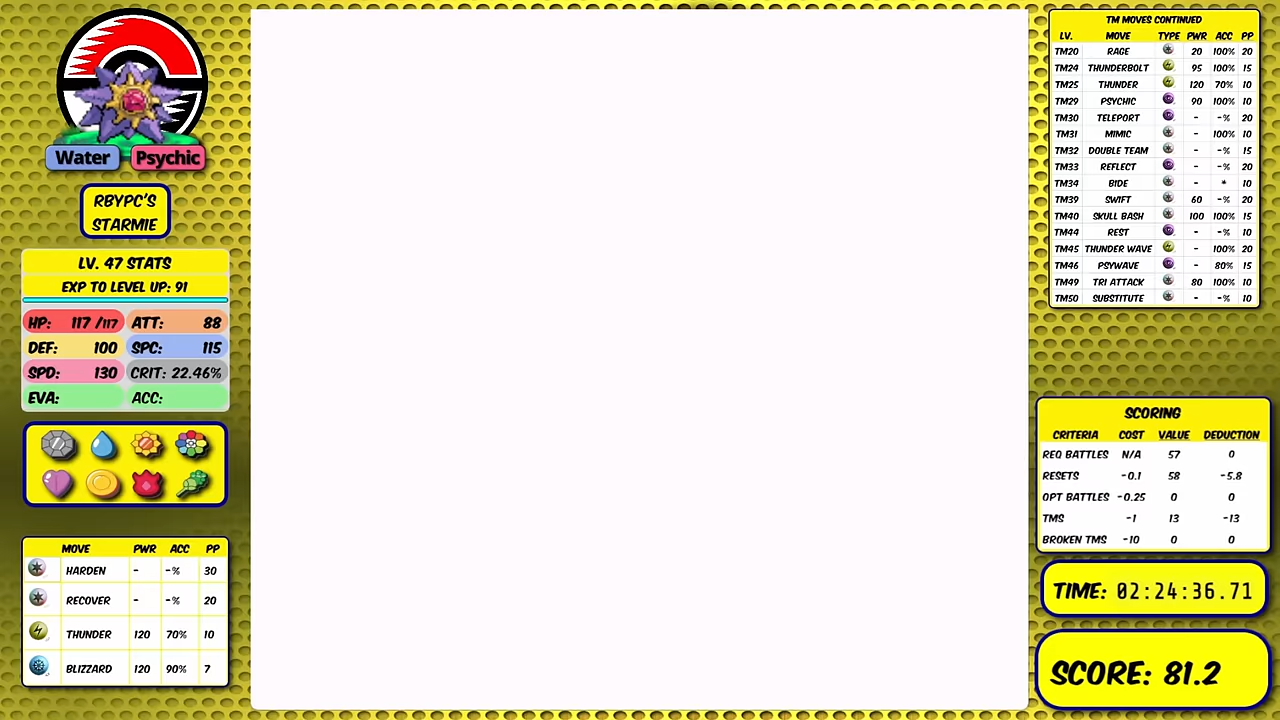 Water Psychic
RBYPC'S
STARMIE
LV. 47 STATS
EXP TO LEVEL UP: 91
HP: 117 /117 ATT: 88
DEF: 100 SPC: 115
SPD: 130 CRIT: 22.46%
EVA: ACC:
MOVE PWR ACC PP
HARDEN - -% 30
RECOVER - -% 20
THUNDER 120 70% 10
BLIZZARD 120 90% 7
TM MOVES CONTINUED
LV. MOVE TYPE PWR ACC PP
TM20 RAGE 20 100% 20
TM24 THUNDERBOLT 95 100% 15
TM25 THUNDER 120 70% 10
TM29 PSYCHIC 90 100% 10
TM30 TELEPORT - -% 20
TM31 MIMIC - 100% 10
TM32 DOUBLE TEAM - -% 15
TM33 REFLECT - -% 20
TM34 BIDE - * 10
TM39 SWIFT 60 -% 20
TM40 SKULL BASH 100 100% 15
TM44 REST - -% 10
TM45 THUNDER WAVE - 100% 20
TM46 PSYWAVE - 80% 15
TM49 TRI ATTACK 80 100% 10
TM50 SUBSTITUTE - -% 10
SCORING
CRITERIA COST VALUE DEDUCTION
REQ BATTLES N/A 57 0
RESETS -0.1 58 -5.8
OPT BATTLES -0.25 0 0
TMS -1 13 -13
BROKEN TMS -10 0 0
TIME: 02:24:36.71
SCORE: 81.2